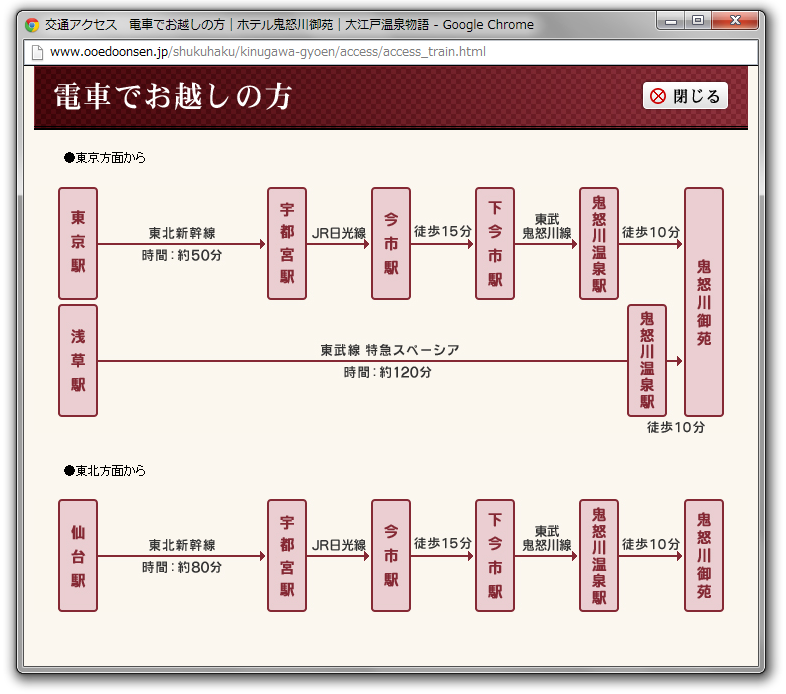 交通アクセス 電車でお越しの方｜ホテル鬼怒川御苑｜大江戸温泉物語 - Google Chrome
www.ooedoonsen.jp/shukuhaku/kinugawa-gyoen/access/access_train.html
電車でお越しの方
閉じる
●東京方面から
東京駅
東北新幹線
時間：約50分
宇都宮駅
JR日光線
今市駅
徒歩15分
下今市駅
東武
鬼怒川線
鬼怒川温泉駅
徒歩10分
鬼怒川御苑
浅草駅
東武線 特急スペーシア
時間：約120分
鬼怒川温泉駅
徒歩10分
●東北方面から
仙台駅
東北新幹線
時間：約80分
宇都宮駅
JR日光線
今市駅
徒歩15分
下今市駅
東武
鬼怒川線
鬼怒川温泉駅
徒歩10分
鬼怒川御苑